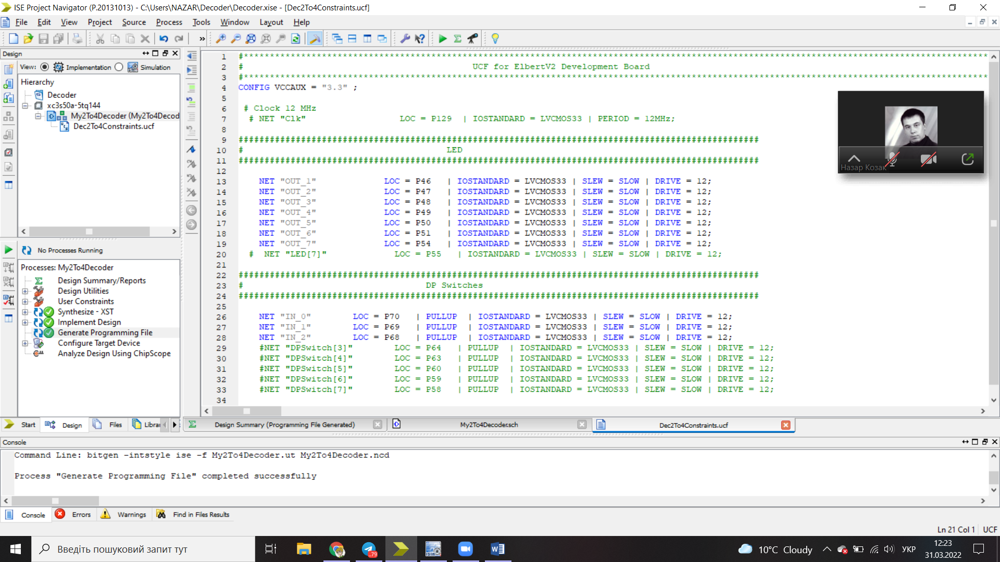 ISE Project Navigator (P.20131013) - C:\Users\NAZAR\Decoder\Decoder.xise - [Dec2To4Constraints.ucf]
File Edit View Project Source Process Tools Window Layout Help
Design
View: Implementation Simulation
Hierarchy
Decoder
xc3s50a-5tq144
My2To4Decoder (My2To4Decod
Dec2To4Constraints.ucf
No Processes Running
Processes: My2To4Decoder
Design Summary/Reports
Design Utilities
User Constraints
Synthesize - XST
Implement Design
Generate Programming File
Configure Target Device
Analyze Design Using ChipScope
Start Design Files Librar
1
2 # UCF for ElbertV2 Development Board
3
4 CONFIG VCCAUX = "3.3" ;
5
6 # Clock 12 MHz
7 # NET "Clk" LOC = P129 | IOSTANDARD = LVCMOS33 | PERIOD = 12MHz;
8
9
10 # LED
11
12
13 NET "OUT_1" LOC = P46 | IOSTANDARD = LVCMOS33 | SLEW = SLOW | DRIVE = 12;
14 NET "OUT_2" LOC = P47 | IOSTANDARD = LVCMOS33 | SLEW = SLOW | DRIVE = 12;
15 NET "OUT_3" LOC = P48 | IOSTANDARD = LVCMOS33 | SLEW = SLOW | DRIVE = 12;
16 NET "OUT_4" LOC = P49 | IOSTANDARD = LVCMOS33 | SLEW = SLOW | DRIVE = 12;
17 NET "OUT_5" LOC = P50 | IOSTANDARD = LVCMOS33 | SLEW = SLOW | DRIVE = 12;
18 NET "OUT_6" LOC = P51 | IOSTANDARD = LVCMOS33 | SLEW = SLOW | DRIVE = 12;
19 NET "OUT_7" LOC = P54 | IOSTANDARD = LVCMOS33 | SLEW = SLOW | DRIVE = 12;
20 # NET "LED[7]" LOC = P55 | IOSTANDARD = LVCMOS33 | SLEW = SLOW | DRIVE = 12;
21
22
23 # DP Switches
24
25
26 NET "IN_0" LOC = P70 | PULLUP | IOSTANDARD = LVCMOS33 | SLEW = SLOW | DRIVE = 12;
27 NET "IN_1" LOC = P69 | PULLUP | IOSTANDARD = LVCMOS33 | SLEW = SLOW | DRIVE = 12;
28 NET "IN_2" LOC = P68 | PULLUP | IOSTANDARD = LVCMOS33 | SLEW = SLOW | DRIVE = 12;
29 #NET "DPSwitch[3]" LOC = P64 | PULLUP | IOSTANDARD = LVCMOS33 | SLEW = SLOW | DRIVE = 12;
30 #NET "DPSwitch[4]" LOC = P63 | PULLUP | IOSTANDARD = LVCMOS33 | SLEW = SLOW | DRIVE = 12;
31 #NET "DPSwitch[5]" LOC = P60 | PULLUP | IOSTANDARD = LVCMOS33 | SLEW = SLOW | DRIVE = 12;
32 #NET "DPSwitch[6]" LOC = P59 | PULLUP | IOSTANDARD = LVCMOS33 | SLEW = SLOW | DRIVE = 12;
33 #NET "DPSwitch[7]" LOC = P58 | PULLUP | IOSTANDARD = LVCMOS33 | SLEW = SLOW | DRIVE = 12;
34
Назар Козак
Design Summary (Programming File Generated) My2To4Decoder.sch Dec2To4Constraints.ucf
Console
Command Line: bitgen -intstyle ise -f My2To4Decoder.ut My2To4Decoder.ncd
Process "Generate Programming File" completed successfully
Console Errors Warnings Find in Files Results
Ln 21 Col 1 UCF
Введіть пошуковий запит тут
10°C Cloudy
УКР
12:23
31.03.2022